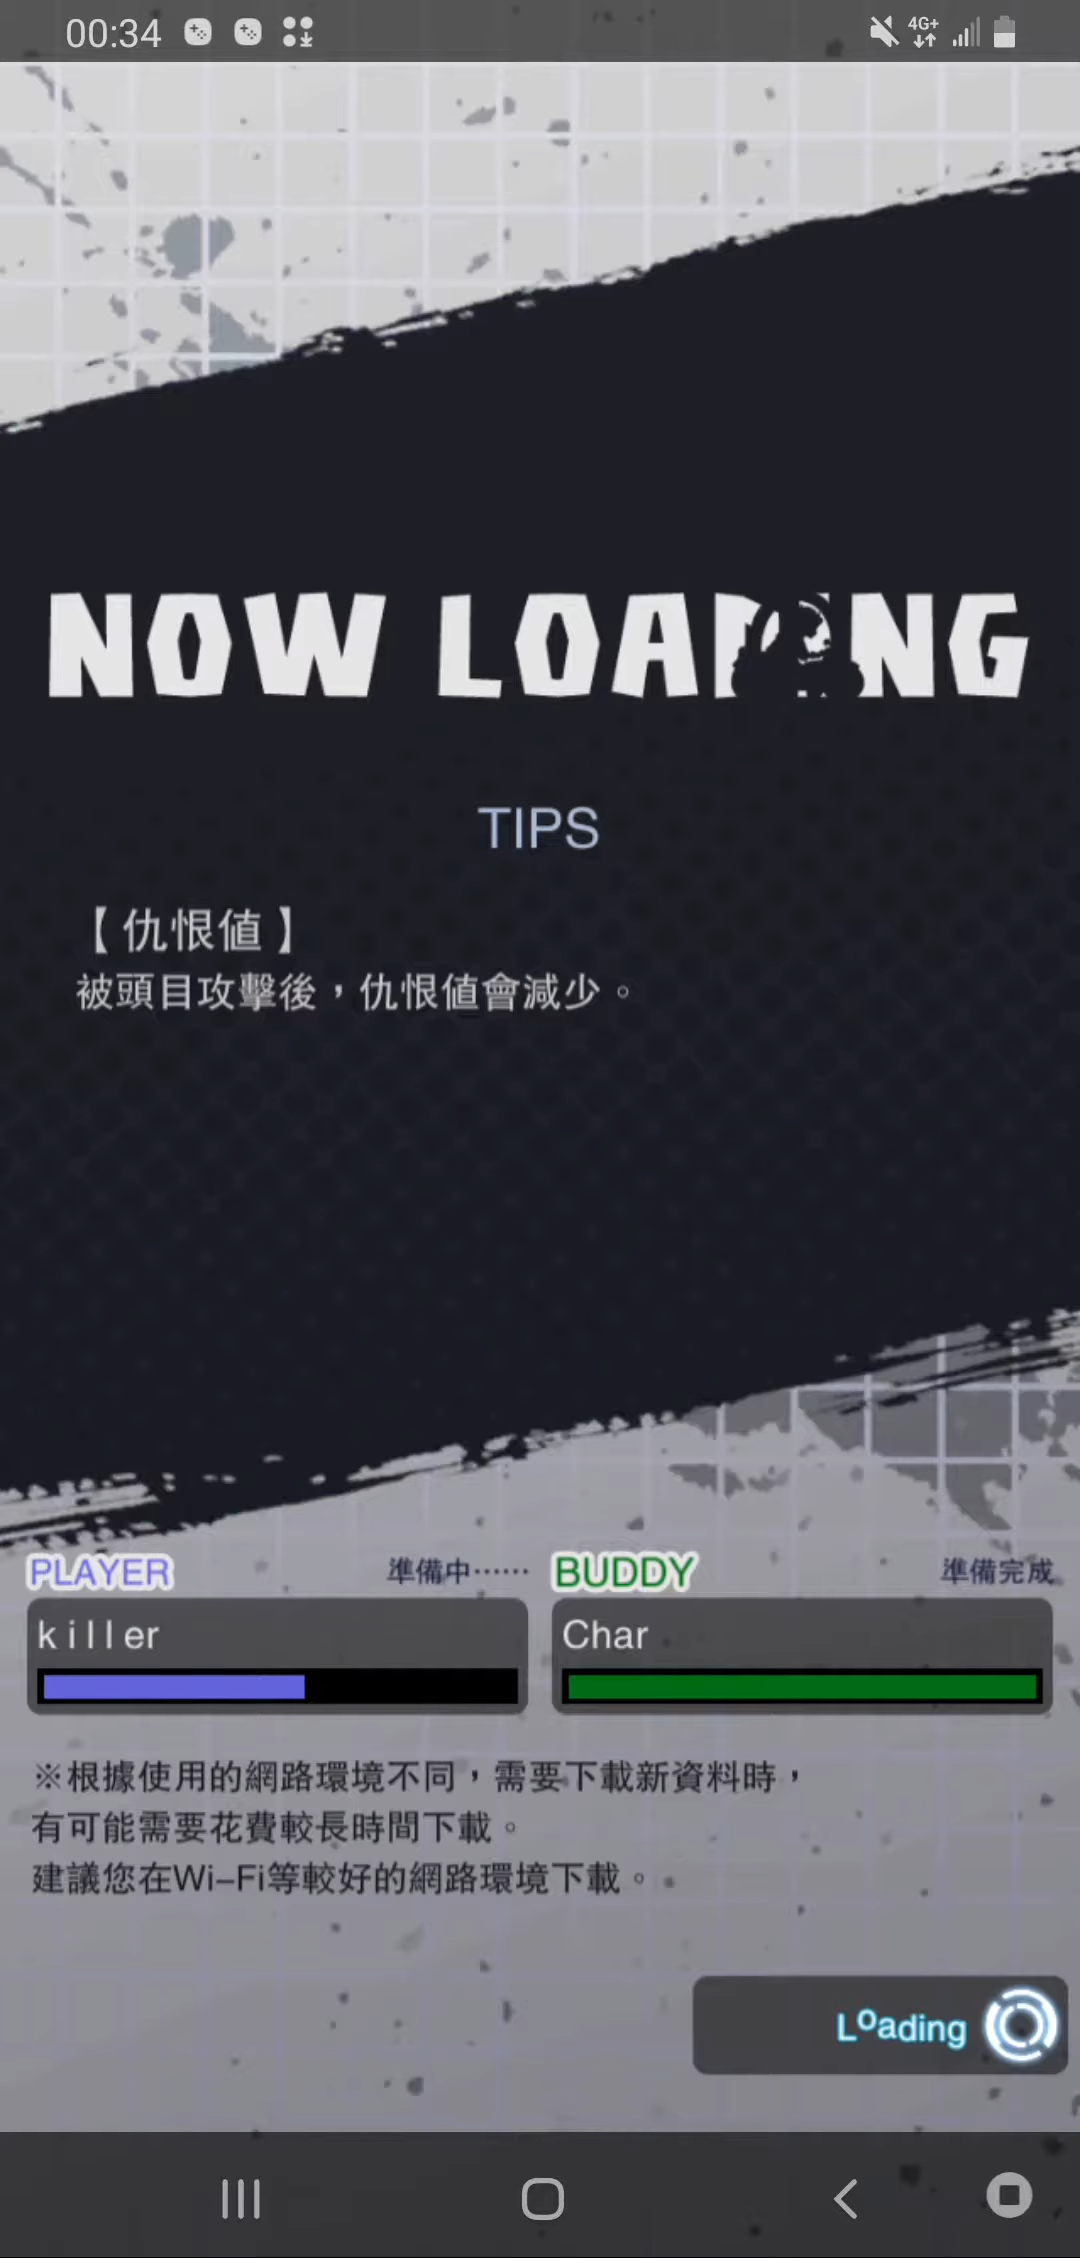 00:34
4G+
NOW LOADING
TIPS
【仇恨值】
被頭目攻擊後，仇恨值會減少。
PLAYER 準備中⋯⋯ BUDDY 準備完成
killer Char
※根據使用的網路環境不同，需要下載新資料時，
有可能需要花費較長時間下載。
建議您在Wi-Fi等較好的網路環境下載。
Loading